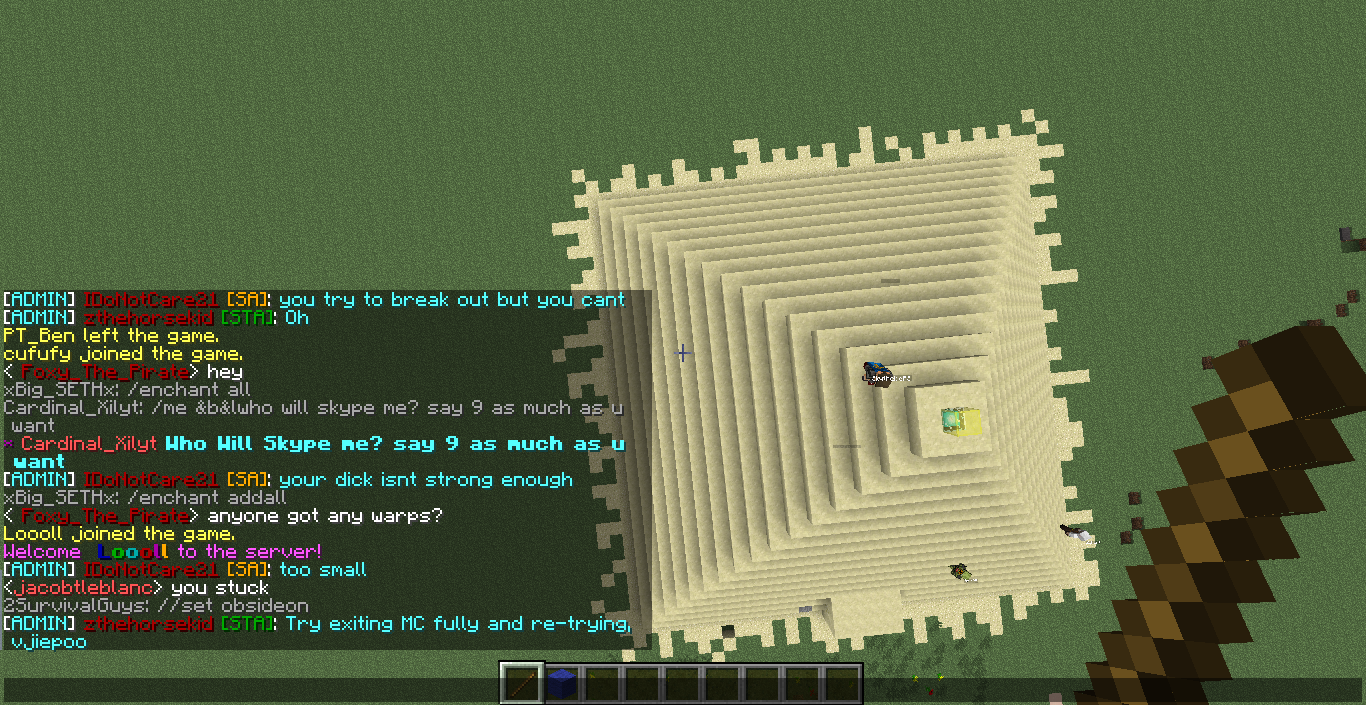 [ADMIN] IDoNotCare21 [SA]: you try to break out but you cant
[ADMIN] zthehorsekid [STA]: Oh
PT_Ben left the game.
cufufy joined the game.
< Foxy_The_Pirate> hey
xBig_SETHx: /enchant all
Cardinal_Xilyt: /me &b&lwho will skype me? say 9 as much as u
want
* Cardinal_Xilyt Who Will Skype me? say 9 as much as u
want
[ADMIN] IDoNotCare21 [SA]: your dick isnt strong enough
xBig_SETHx: /enchant addall
< Foxy_The_Pirate> anyone got any warps?
Loooll joined the game.
Welcome Loooll to the server!
[ADMIN] IDoNotCare21 [SA]: too small
<jacobtleblanc> you stuck
2SurvivalGuys: //set obsideon
[ADMIN] zthehorsekid [STA]: Try exiting MC fully and re-trying,
vjiepoo